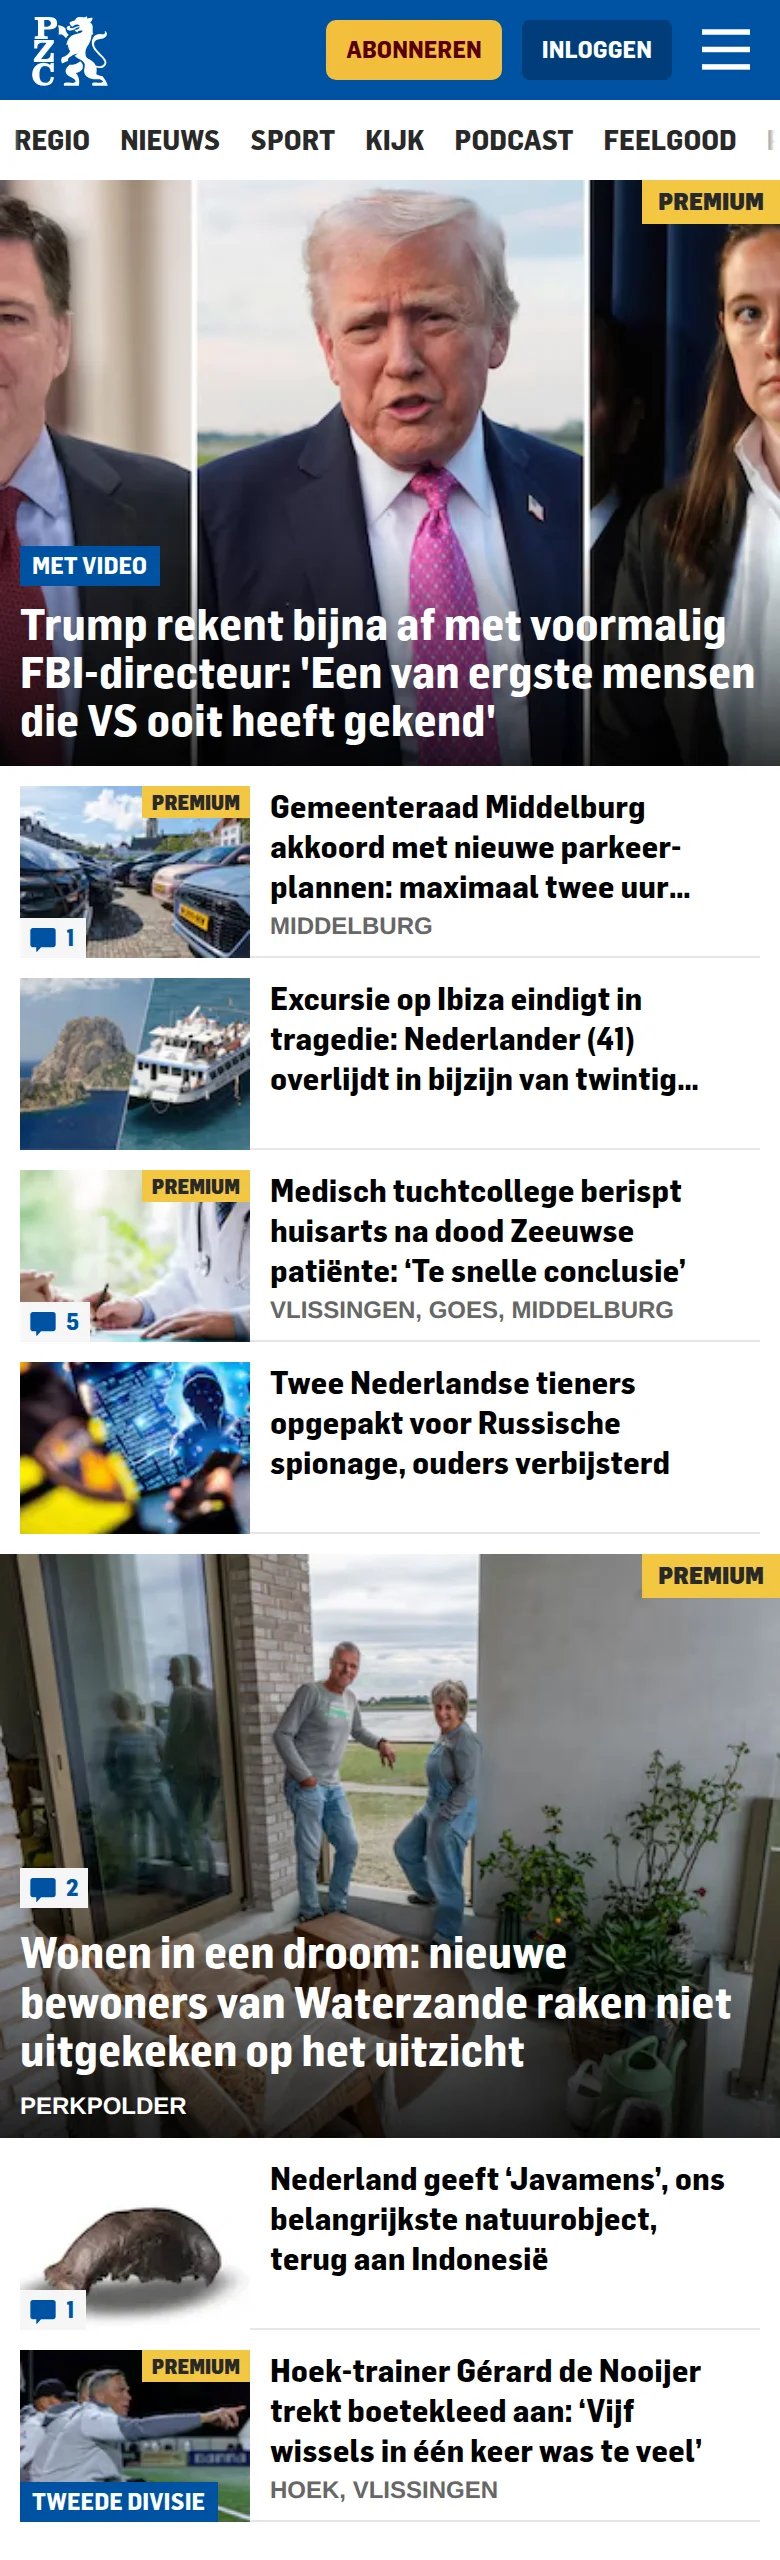 PZC
ABONNEREN
INLOGGEN
REGIO NIEUWS SPORT KIJK PODCAST FEELGOOD
PREMIUM
MET VIDEO
Trump rekent bijna af met voormalig
FBI-directeur: 'Een van ergste mensen
die VS ooit heeft gekend'
PREMIUM
1
Gemeenteraad Middelburg
akkoord met nieuwe parkeer-
plannen: maximaal twee uur...
MIDDELBURG
Excursie op Ibiza eindigt in
tragedie: Nederlander (41)
overlijdt in bijzijn van twintig...
PREMIUM
5
Medisch tuchtcollege berispt
huisarts na dood Zeeuwse
patiënte: ‘Te snelle conclusie’
VLISSINGEN, GOES, MIDDELBURG
Twee Nederlandse tieners
opgepakt voor Russische
spionage, ouders verbijsterd
PREMIUM
2
Wonen in een droom: nieuwe
bewoners van Waterzande raken niet
uitgekeken op het uitzicht
PERKPOLDER
1
Nederland geeft ‘Javamens’, ons
belangrijkste natuurobject,
terug aan Indonesië
PREMIUM
TWEEDE DIVISIE
Hoek-trainer Gérard de Nooijer
trekt boetekleed aan: ‘Vijf
wissels in één keer was te veel’
HOEK, VLISSINGEN